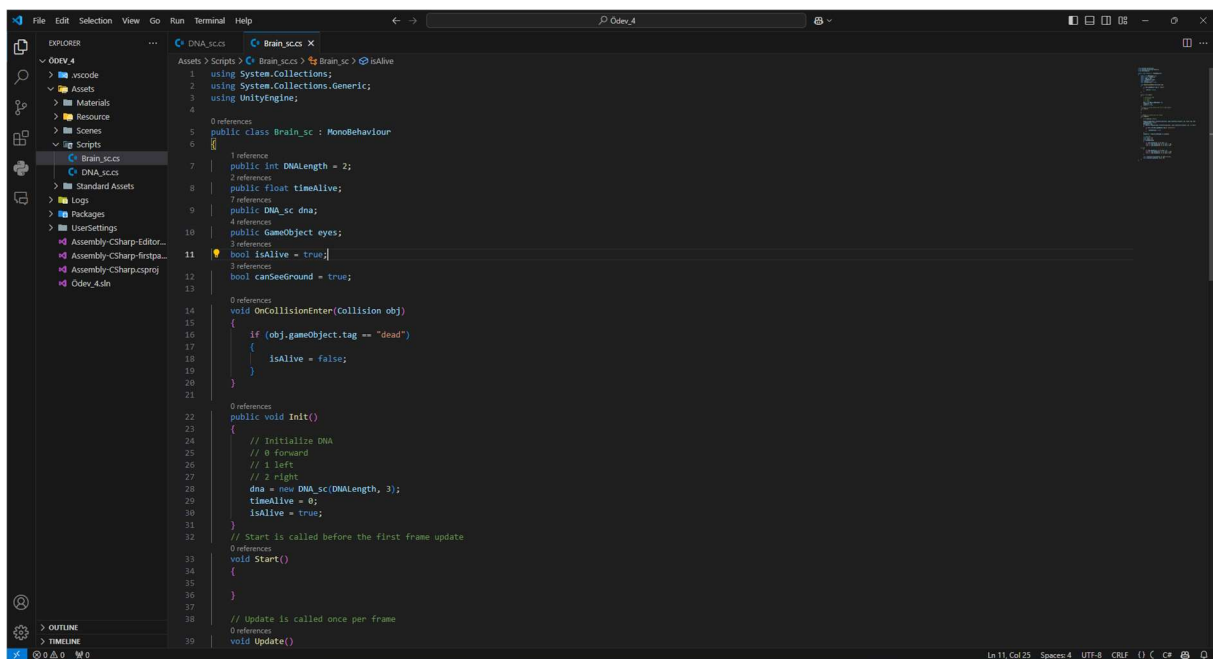 File Edit Selection View Go Run Terminal Help
Ödev_4
EXPLORER
ÖDEV_4
.vscode
Assets
Materials
Resource
Scenes
Scripts
Brain_sc.cs
DNA_sc.cs
Standard Assets
Logs
Packages
UserSettings
Assembly-CSharp-Editor...
Assembly-CSharp-firstpa...
Assembly-CSharp.csproj
Ödev_4.sln
OUTLINE
TIMELINE
DNA_sc.cs Brain_sc.cs
Assets > Scripts > Brain_sc.cs > Brain_sc > isAlive
1 using System.Collections;
2 using System.Collections.Generic;
3 using UnityEngine;
4
0 references
5 public class Brain_sc : MonoBehaviour
6 {
1 reference
7 public int DNALength = 2;
2 references
8 public float timeAlive;
7 references
9 public DNA_sc dna;
4 references
10 public GameObject eyes;
3 references
11 bool isAlive = true;
3 references
12 bool canSeeGround = true;
13
0 references
14 void OnCollisionEnter(Collision obj)
15 {
16 if (obj.gameObject.tag == "dead")
17 {
18 isAlive = false;
19 }
20 }
21
0 references
22 public void Init()
23 {
24 // Initialize DNA
25 // 0 forward
26 // 1 left
27 // 2 right
28 dna = new DNA_sc(DNALength, 3);
29 timeAlive = 0;
30 isAlive = true;
31 }
32 // Start is called before the first frame update
0 references
33 void Start()
34 {
35
36 }
37
38 // Update is called once per frame
0 references
39 void Update()
0 0 0
Ln 11, Col 25 Spaces: 4 UTF-8 CRLF {} C#